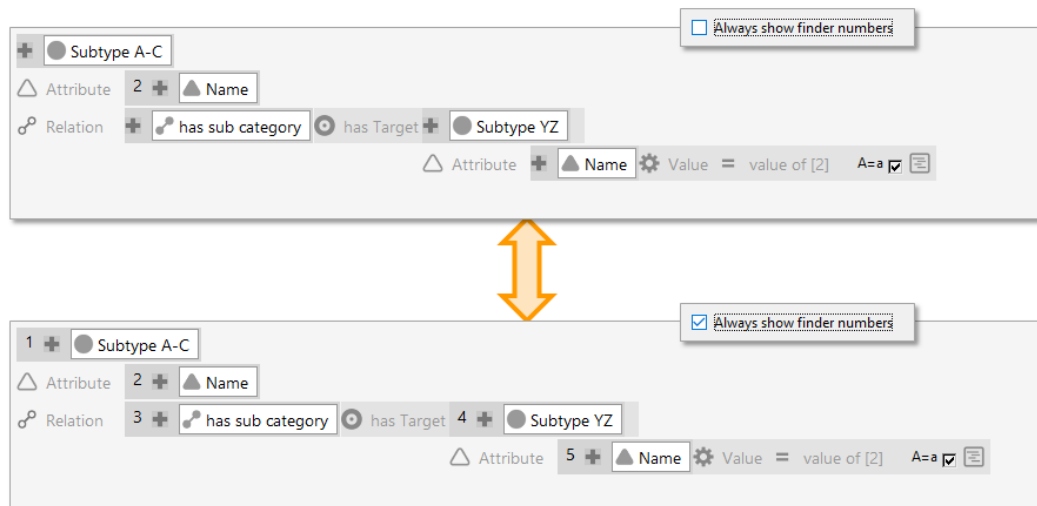 Always show finder numbers
Subtype A-C
Attribute 2 Name
Relation has sub category has Target Subtype YZ
Attribute Name Value = value of [2] A=a
Always show finder numbers
1 Subtype A-C
Attribute 2 Name
Relation 3 has sub category has Target 4 Subtype YZ
Attribute 5 Name Value = value of [2] A=a